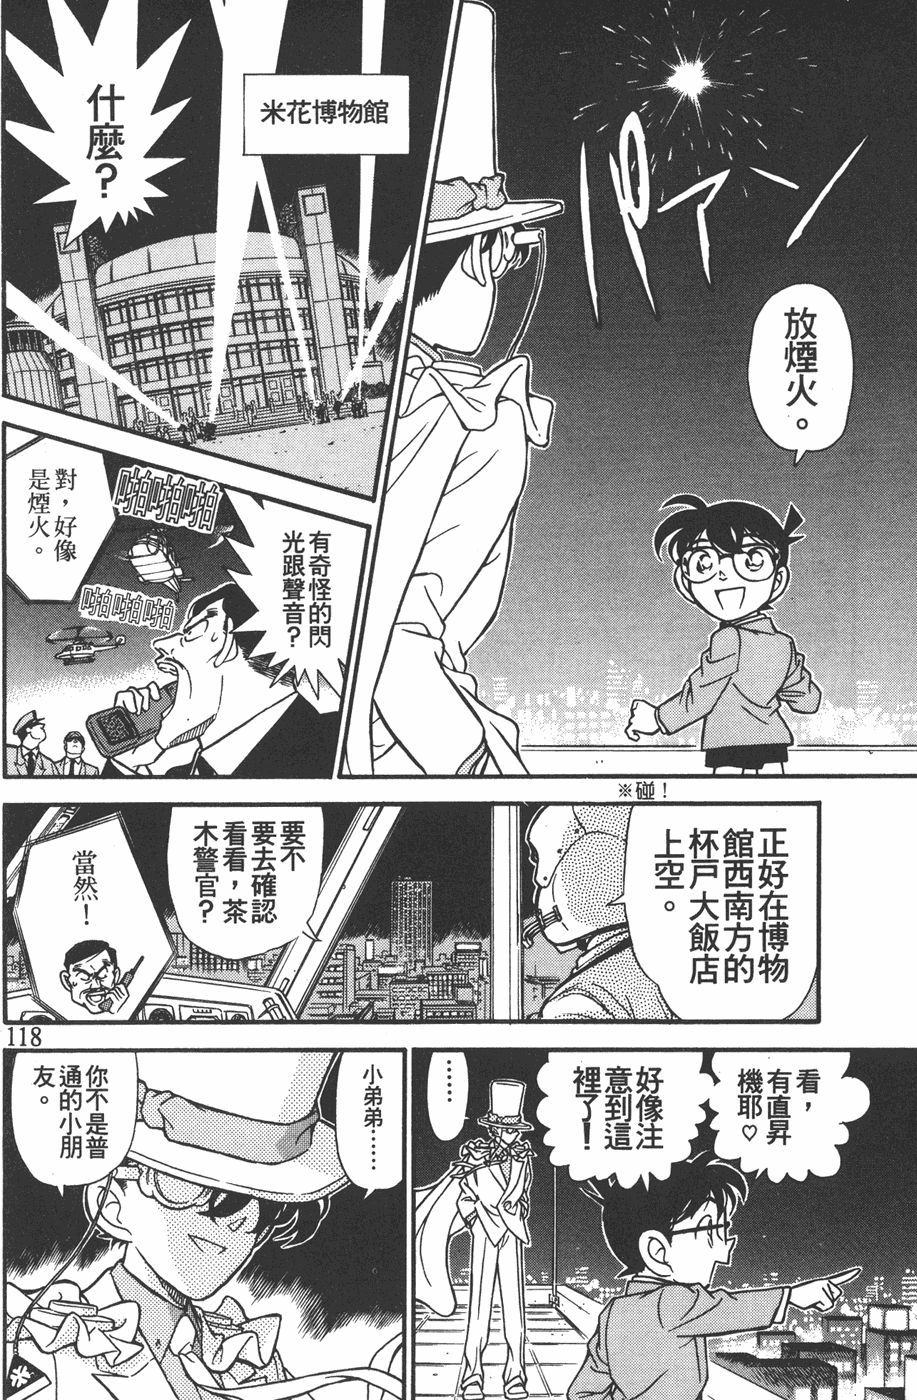 パァーン
放煙火。
※碰！
米花博物館
什麼？
有奇怪的閃
光跟聲音？
啪啪啪
啪啪啪
對，好像
是煙火。
正好在博物
館西南方的
杯戶大飯店
上空。
要不
要去確認
看看，茶
木警官？
當然！
118
看，
有直昇
機耶♡
好像注
意到這
裡了！
……
小弟弟……
你不是普
通的小朋
友。